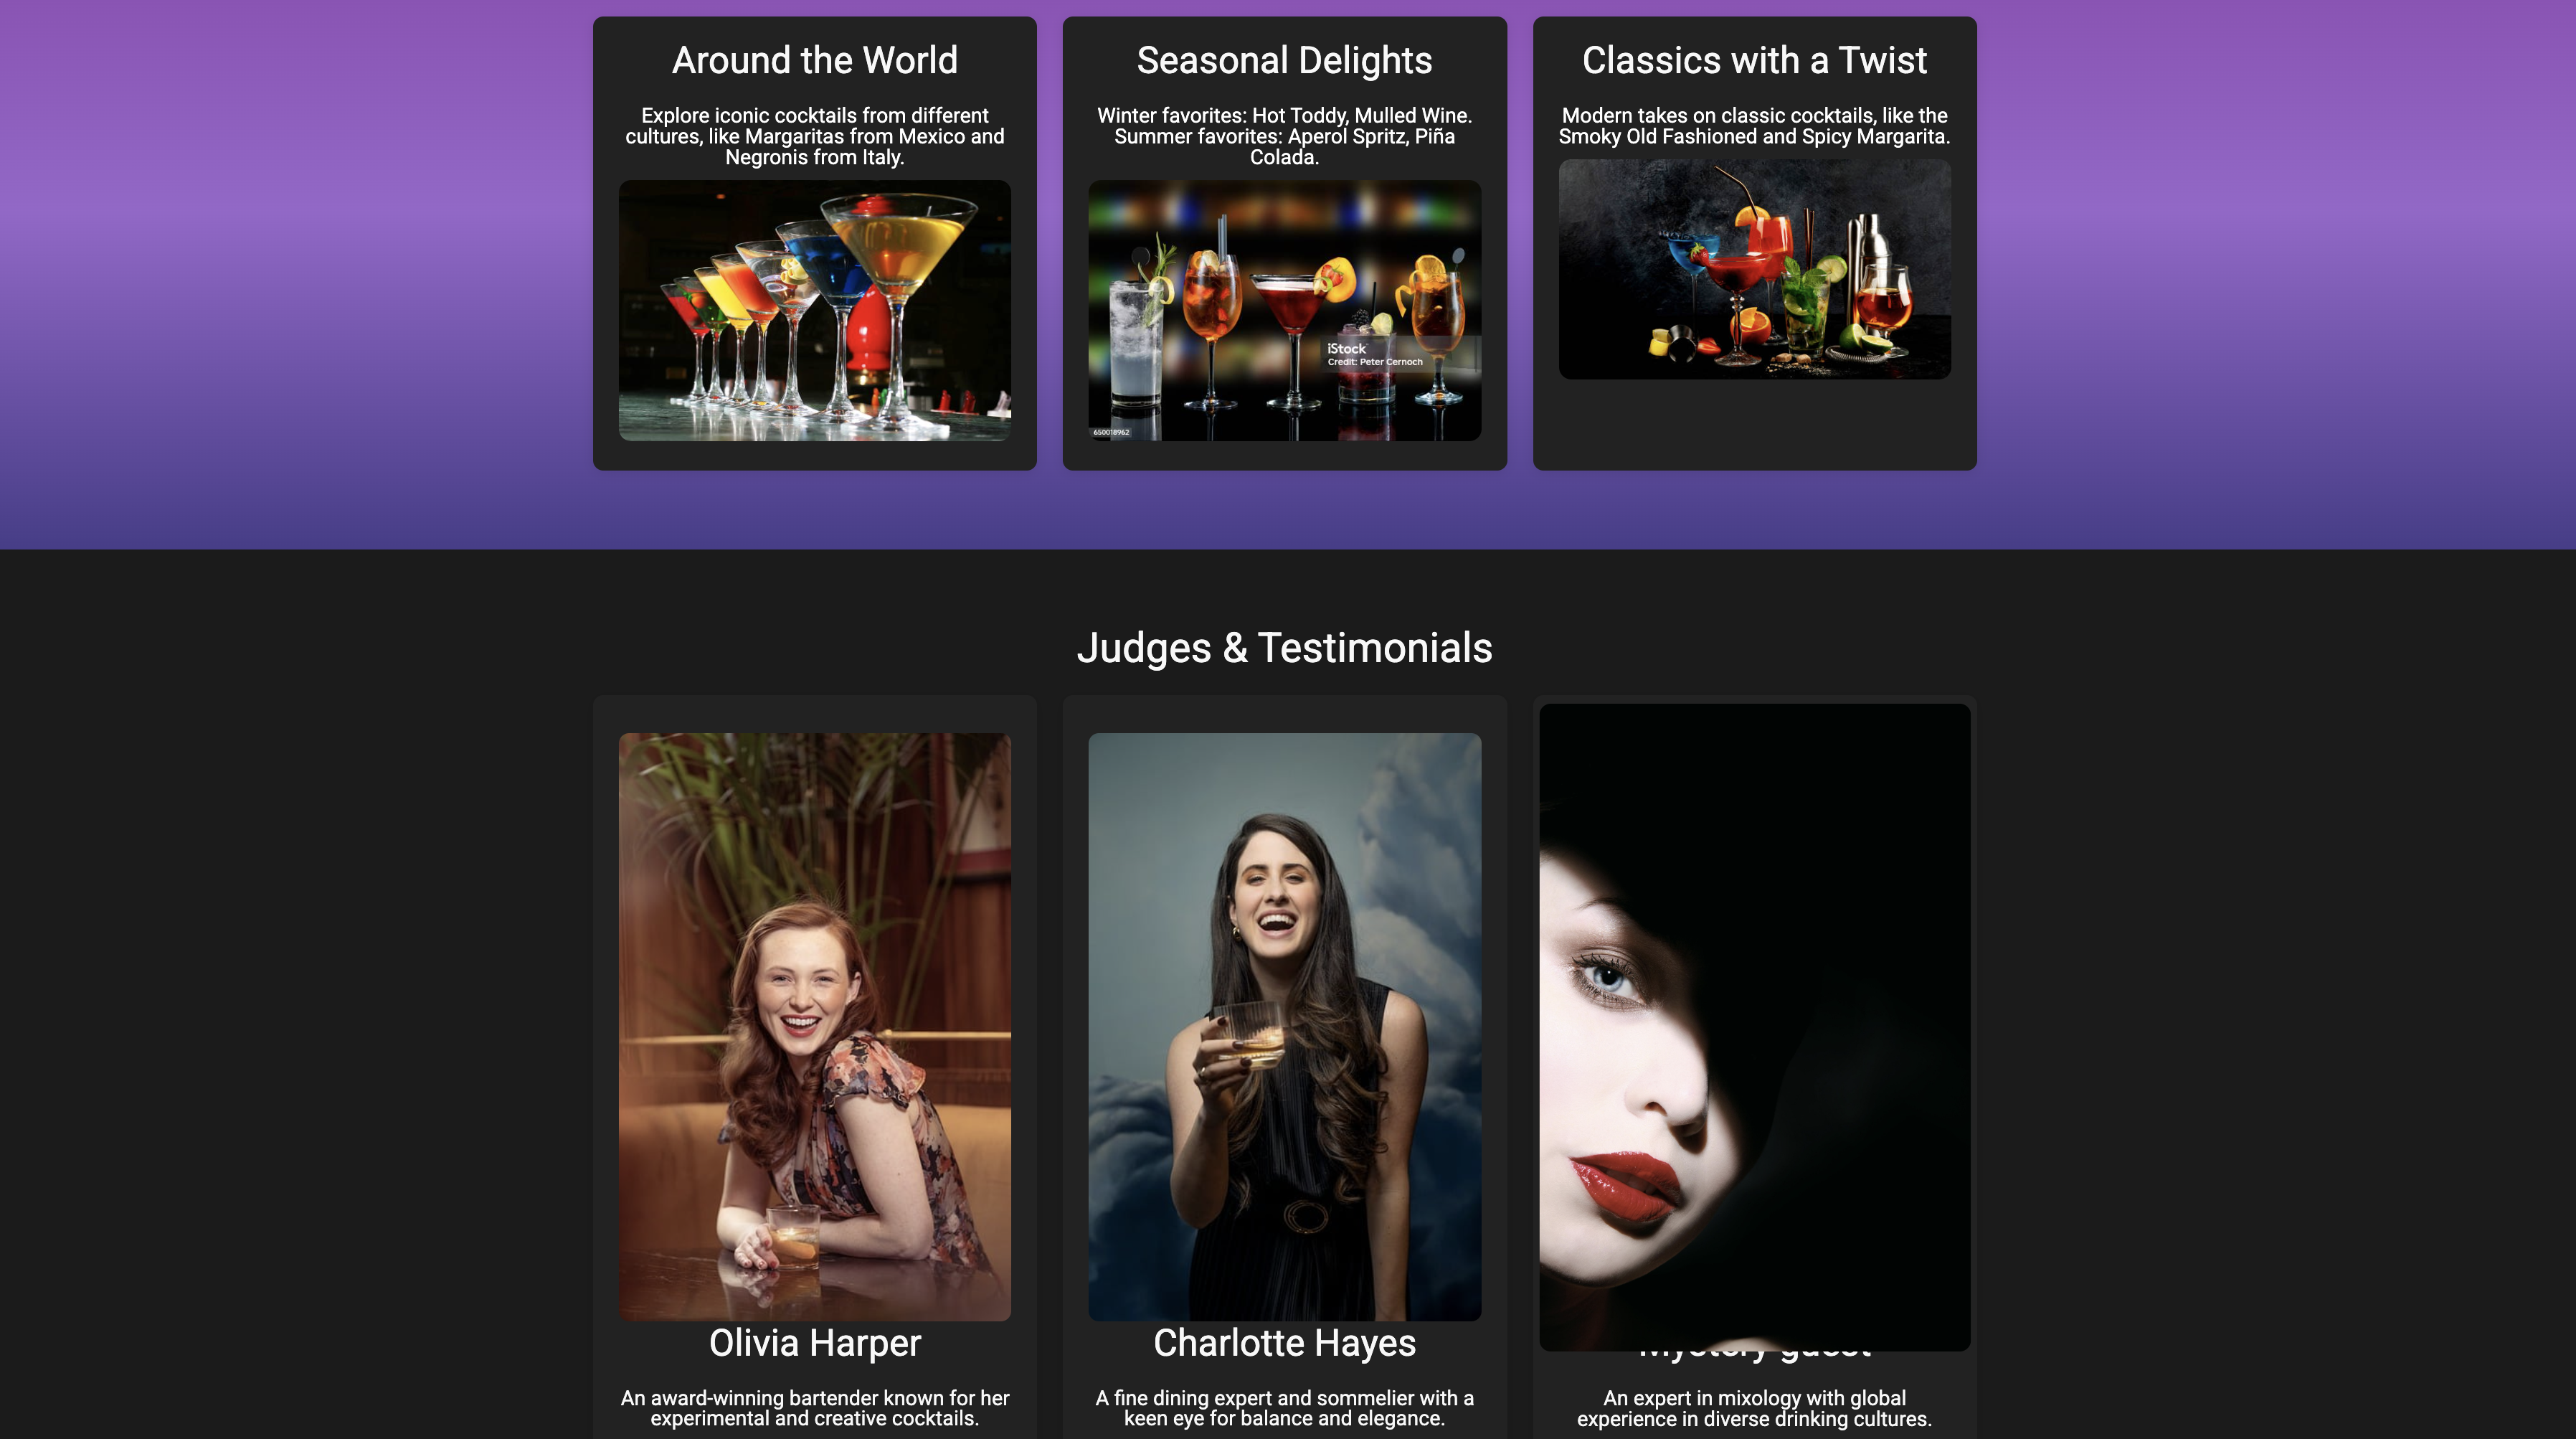 Around the World
Explore iconic cocktails from different
cultures, like Margaritas from Mexico and
Negronis from Italy.
Seasonal Delights
Winter favorites: Hot Toddy, Mulled Wine.
Summer favorites: Aperol Spritz, Piña
Colada.
iStock
Credit: Peter Cernoch
650018962
Classics with a Twist
Modern takes on classic cocktails, like the
Smoky Old Fashioned and Spicy Margarita.
Judges & Testimonials
Olivia Harper
An award-winning bartender known for her
experimental and creative cocktails.
Charlotte Hayes
A fine dining expert and sommelier with a
keen eye for balance and elegance.
Mystery guest
An expert in mixology with global
experience in diverse drinking cultures.